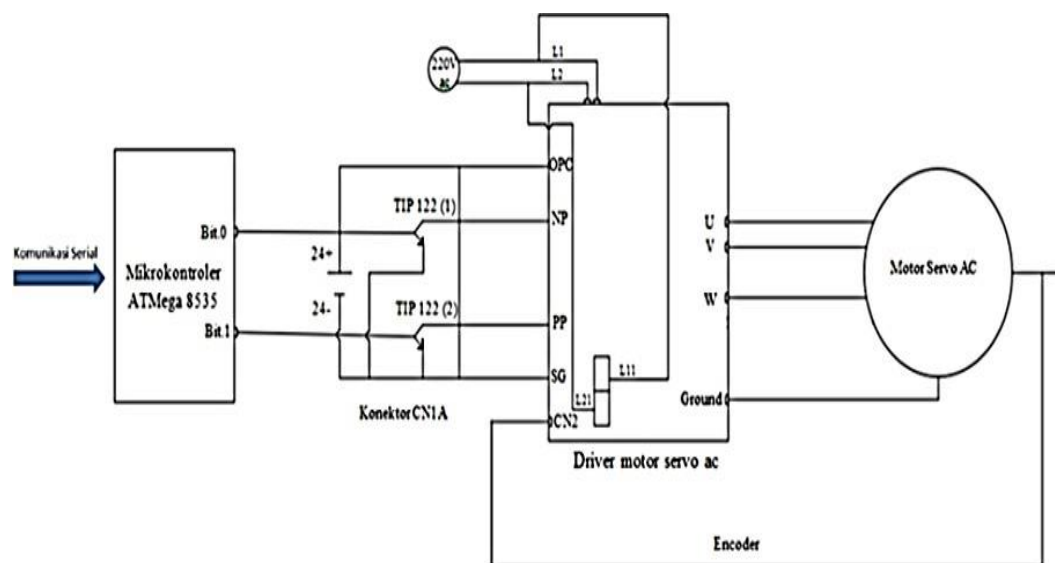 220V
ac
L1
L2
OPC
NP
PP
SG
CN2
TIP 122 (1)
TIP 122 (2)
24+
24-
Bit.0
Bit.1
Komunikasi Serial
Mikrokontroler
ATMega 8535
Konektor CN1A
L11
L21
U
V
W
Ground
Motor Servo AC
Driver motor servo ac
Encoder